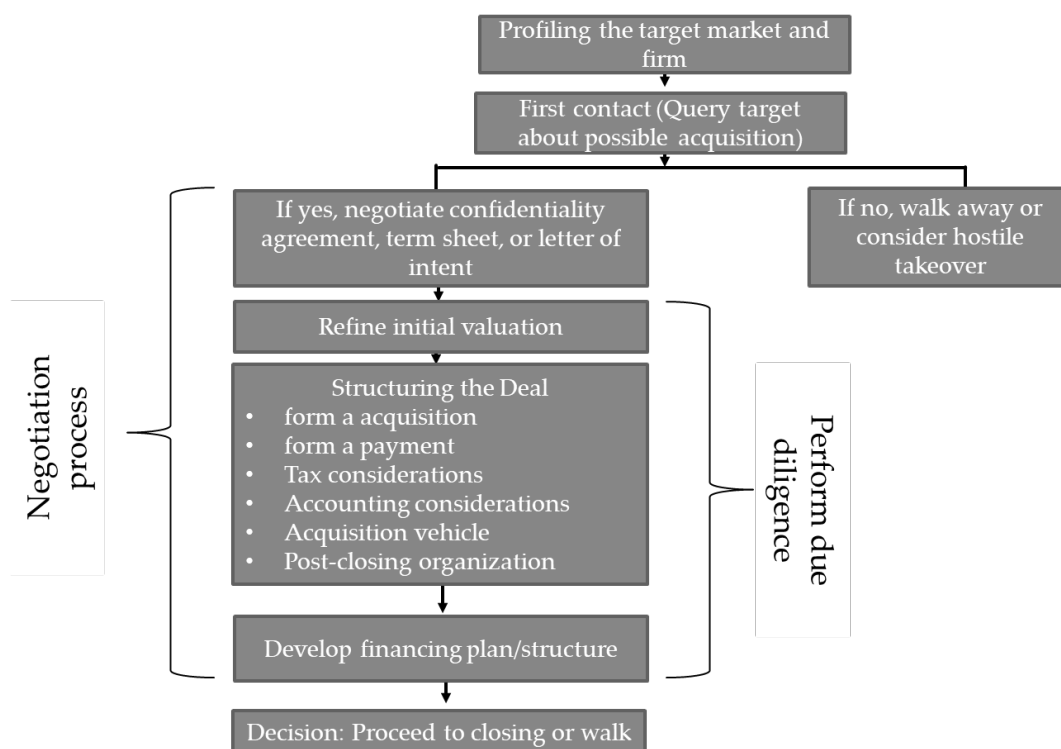 Profiling the target market and
firm
First contact (Query target
about possible acquisition)
If yes, negotiate confidentiality
agreement, term sheet, or letter of
intent
If no, walk away or
consider hostile
takeover
Negotiation
process
Refine initial valuation
Structuring the Deal
• form a acquisition
• form a payment
• Tax considerations
• Accounting considerations
• Acquisition vehicle
• Post-closing organization
Perform due
diligence
Develop financing plan/structure
Decision: Proceed to closing or walk